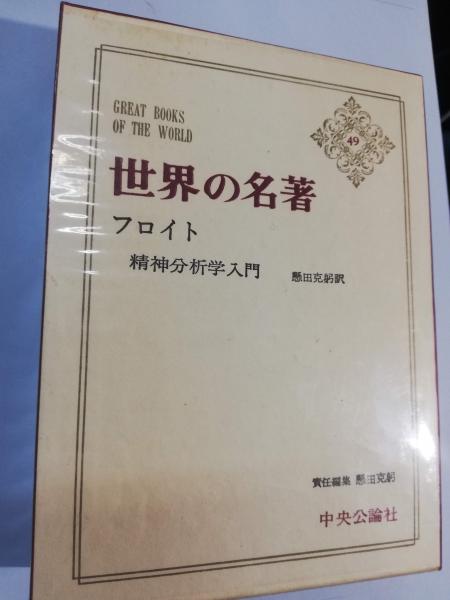 GREAT BOOKS
OF THE WORLD
49
世界の名著
フロイト
精神分析学入門
懸田克躬訳
責任編集 懸田克躬
中央公論社